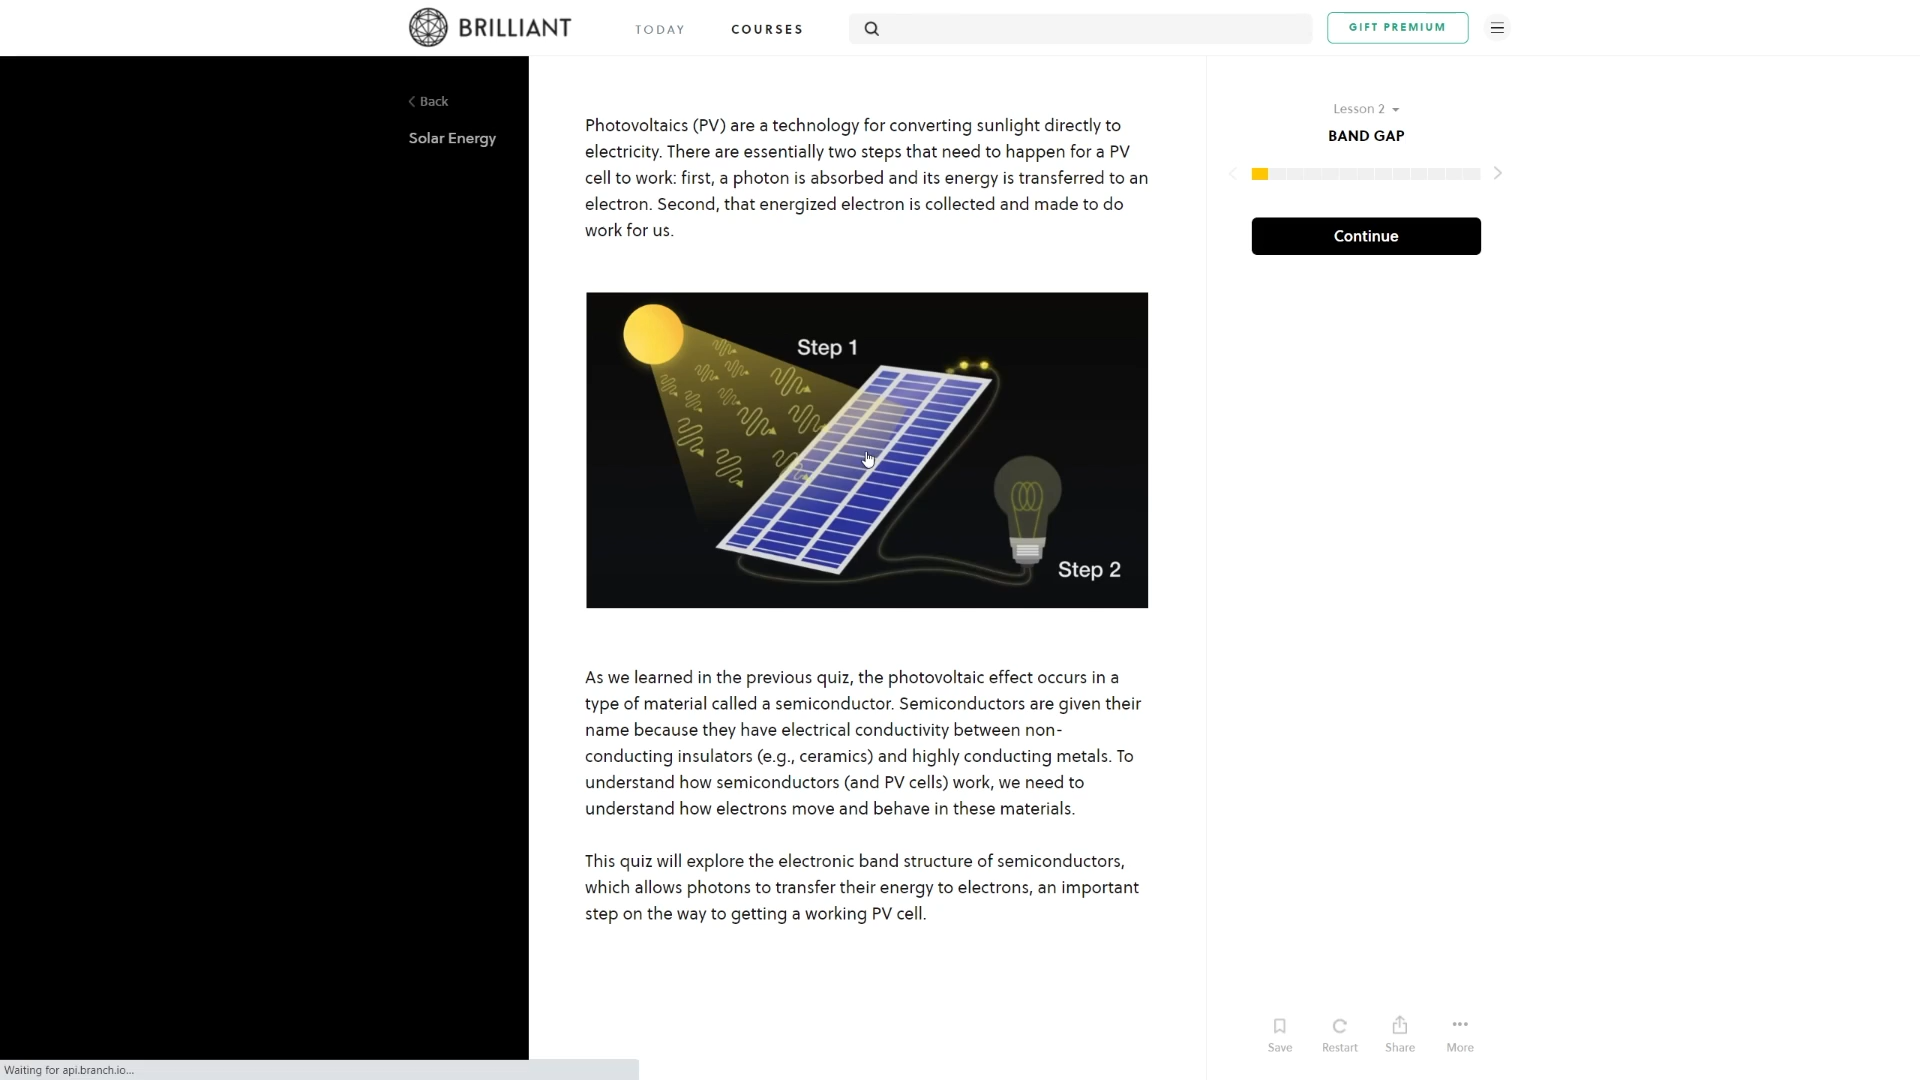 BRILLIANT
TODAY
COURSES
GIFT PREMIUM
Back
Solar Energy
Photovoltaics (PV) are a technology for converting sunlight directly to
electricity. There are essentially two steps that need to happen for a PV
cell to work: first, a photon is absorbed and its energy is transferred to an
electron. Second, that energized electron is collected and made to do
work for us.
Step 1
Step 2
As we learned in the previous quiz, the photovoltaic effect occurs in a
type of material called a semiconductor. Semiconductors are given their
name because they have electrical conductivity between non-
conducting insulators (e.g., ceramics) and highly conducting metals. To
understand how semiconductors (and PV cells) work, we need to
understand how electrons move and behave in these materials.
This quiz will explore the electronic band structure of semiconductors,
which allows photons to transfer their energy to electrons, an important
step on the way to getting a working PV cell.
Lesson 2
BAND GAP
Continue
Save
Restart
Share
More
Waiting for api.branch.io...